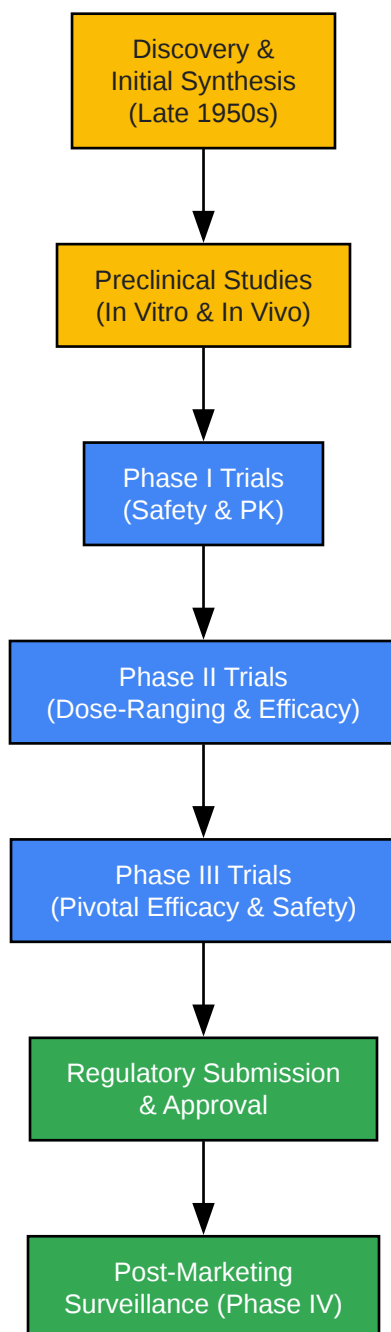 Discovery &
Initial Synthesis
(Late 1950s)
Preclinical Studies
(In Vitro & In Vivo)
Phase I Trials
(Safety & PK)
Phase II Trials
(Dose-Ranging & Efficacy)
Phase III Trials
(Pivotal Efficacy & Safety)
Regulatory Submission
& Approval
Post-Marketing
Surveillance (Phase IV)